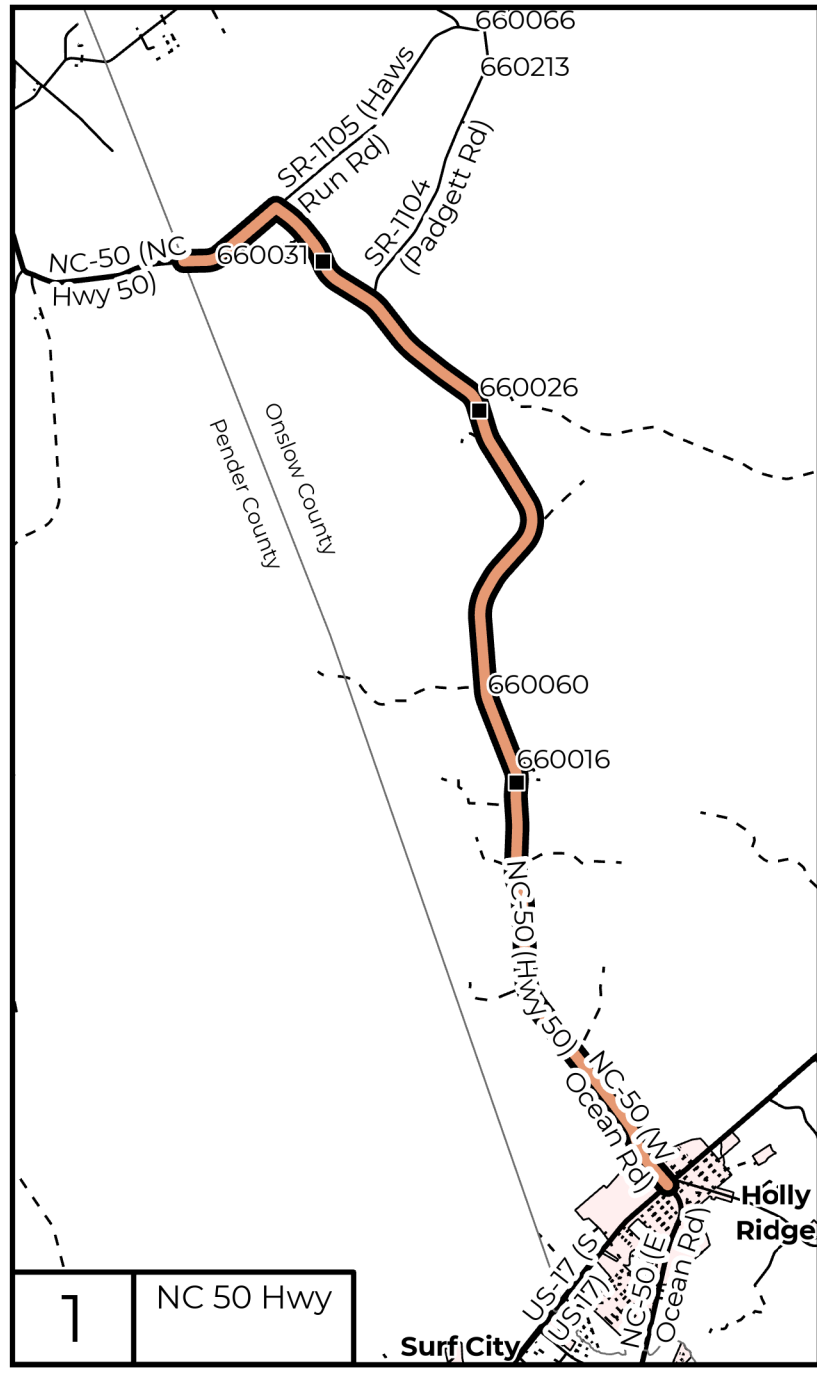 660066
660213
SR-1105 (Haws
Run Rd)
SR-1104
(Padgett Rd)
NC-50 (NC
Hwy 50)
660031
660026
Onslow County
Pender County
660060
660016
NC-50 (Hwy 50)
NC-50 (W
Ocean Rd)
Holly
Ridge
US-17 (S
(US 17)
NC-50 (E
Ocean Rd)
Surf City
1
NC 50 Hwy